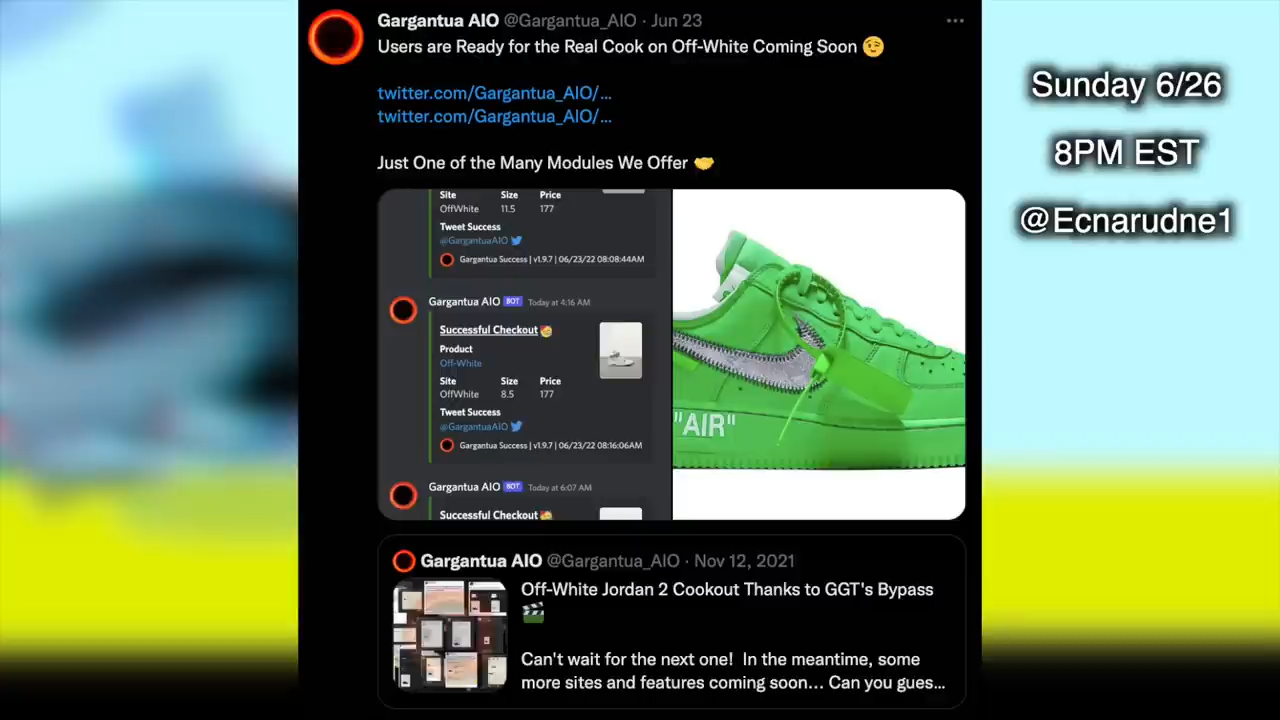 Gargantua AIO @Gargantua_AIO · Jun 23
Users are Ready for the Real Cook on Off-White Coming Soon 😉
twitter.com/Gargantua_AIO/…
twitter.com/Gargantua_AIO/…
Just One of the Many Modules We Offer 🤝
Site Size Price
OffWhite 11.5 177
Tweet Success
@GargantuaAIO
Gargantua Success | v1.9.7 | 06/23/22 08:08:44AM
Gargantua AIO BOT Today at 4:16 AM
Successful Checkout
Product
Off-White
Site Size Price
OffWhite 8.5 177
Tweet Success
@GargantuaAIO
Gargantua Success | v1.9.7 | 06/23/22 08:16:06AM
Gargantua AIO BOT Today at 6:07 AM
Successful Checkout
"AIR"
Gargantua AIO @Gargantua_AIO · Nov 12, 2021
Off-White Jordan 2 Cookout Thanks to GGT's Bypass
🎬
Can't wait for the next one! In the meantime, some
more sites and features coming soon... Can you gues...
Sunday 6/26
8PM EST
@Ecnarudne1